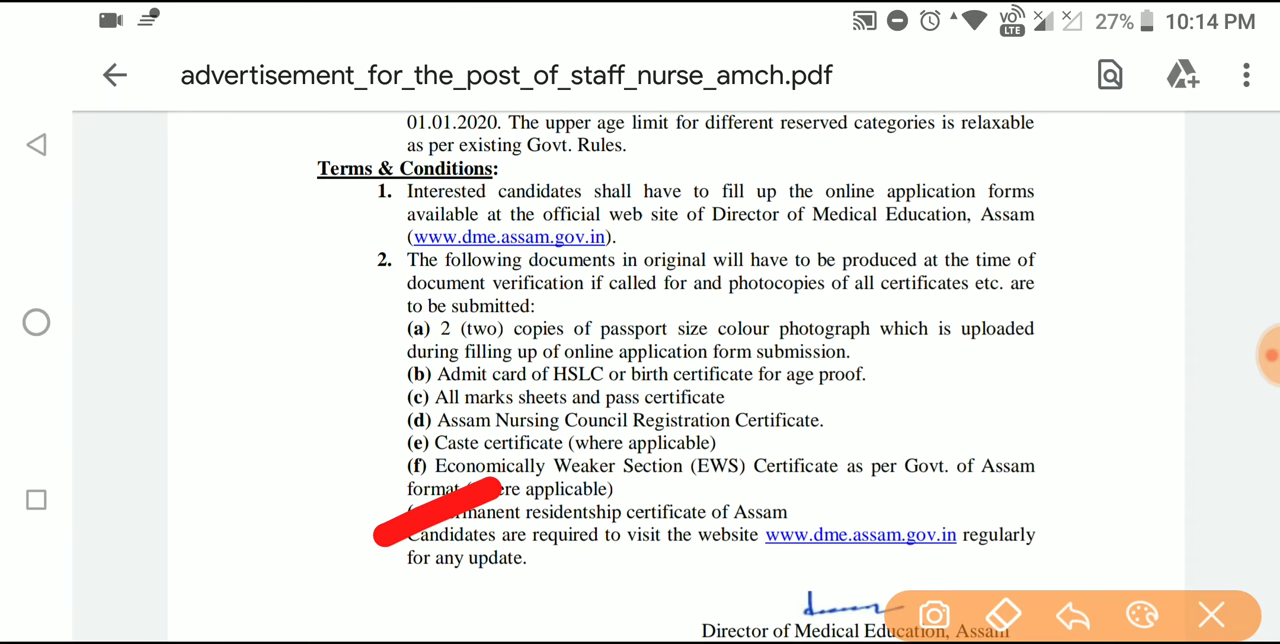 VO LTE 27% 10:14 PM
advertisement_for_the_post_of_staff_nurse_amch.pdf
01.01.2020. The upper age limit for different reserved categories is relaxable
as per existing Govt. Rules.
Terms & Conditions:
1. Interested candidates shall have to fill up the online application forms
available at the official web site of Director of Medical Education, Assam
(www.dme.assam.gov.in).
2. The following documents in original will have to be produced at the time of
document verification if called for and photocopies of all certificates etc. are
to be submitted:
(a) 2 (two) copies of passport size colour photograph which is uploaded
during filling up of online application form submission.
(b) Admit card of HSLC or birth certificate for age proof.
(c) All marks sheets and pass certificate
(d) Assam Nursing Council Registration Certificate.
(e) Caste certificate (where applicable)
(f) Economically Weaker Section (EWS) Certificate as per Govt. of Assam
format applicable)
residentship certificate of Assam
Candidates are required to visit the website www.dme.assam.gov.in regularly
for any update.
Director of Medical Education, Assam